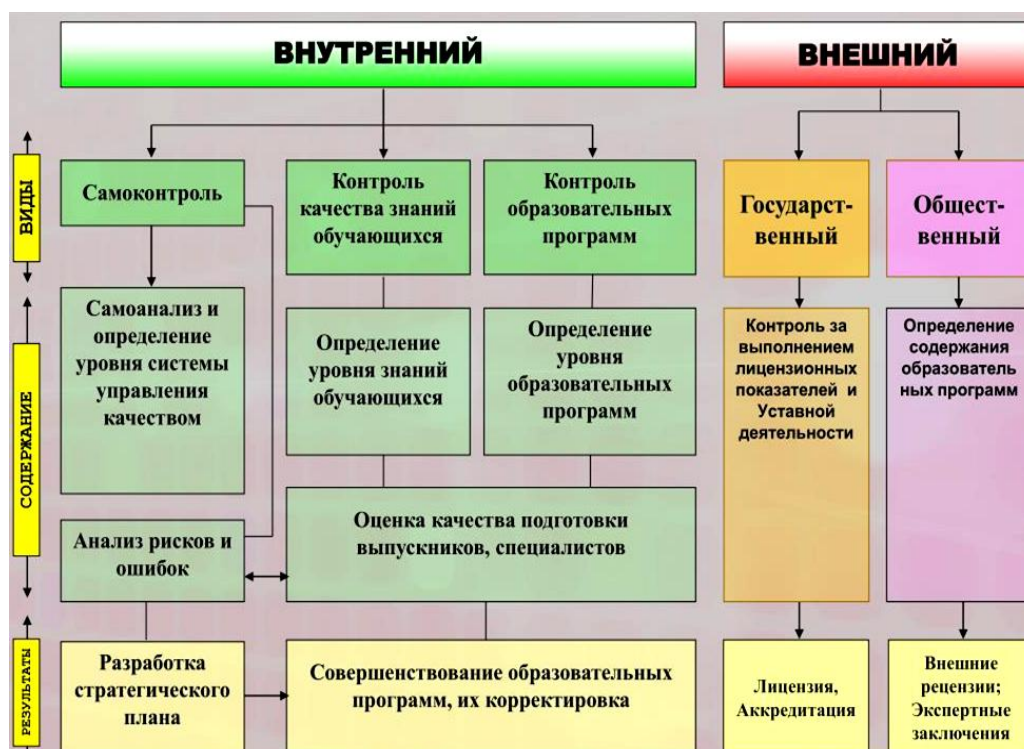 ВНУТРЕННИЙ
ВНЕШНИЙ
ВИДЫ
Самоконтроль
Контроль
качества знаний
обучающихся
Контроль
образовательных
программ
Государст-
венный
Общест-
венный
СОДЕРЖАНИЕ
Самоанализ и
определение
уровня системы
управления
качеством
Определение
уровня знаний
обучающихся
Определение
уровня
образовательных
программ
Контроль за
выполнением
лицензионных
показателей и
Уставной
деятельности
Определение
содержания
образователь
ных программ
Анализ рисков и
ошибок
Оценка качества подготовки
выпускников, специалистов
РЕЗУЛЬТАТЫ
Разработка
стратегического
плана
Совершенствование образовательных
программ, их корректировка
Лицензия,
Аккредитация
Внешние
рецензии;
Экспертные
заключения